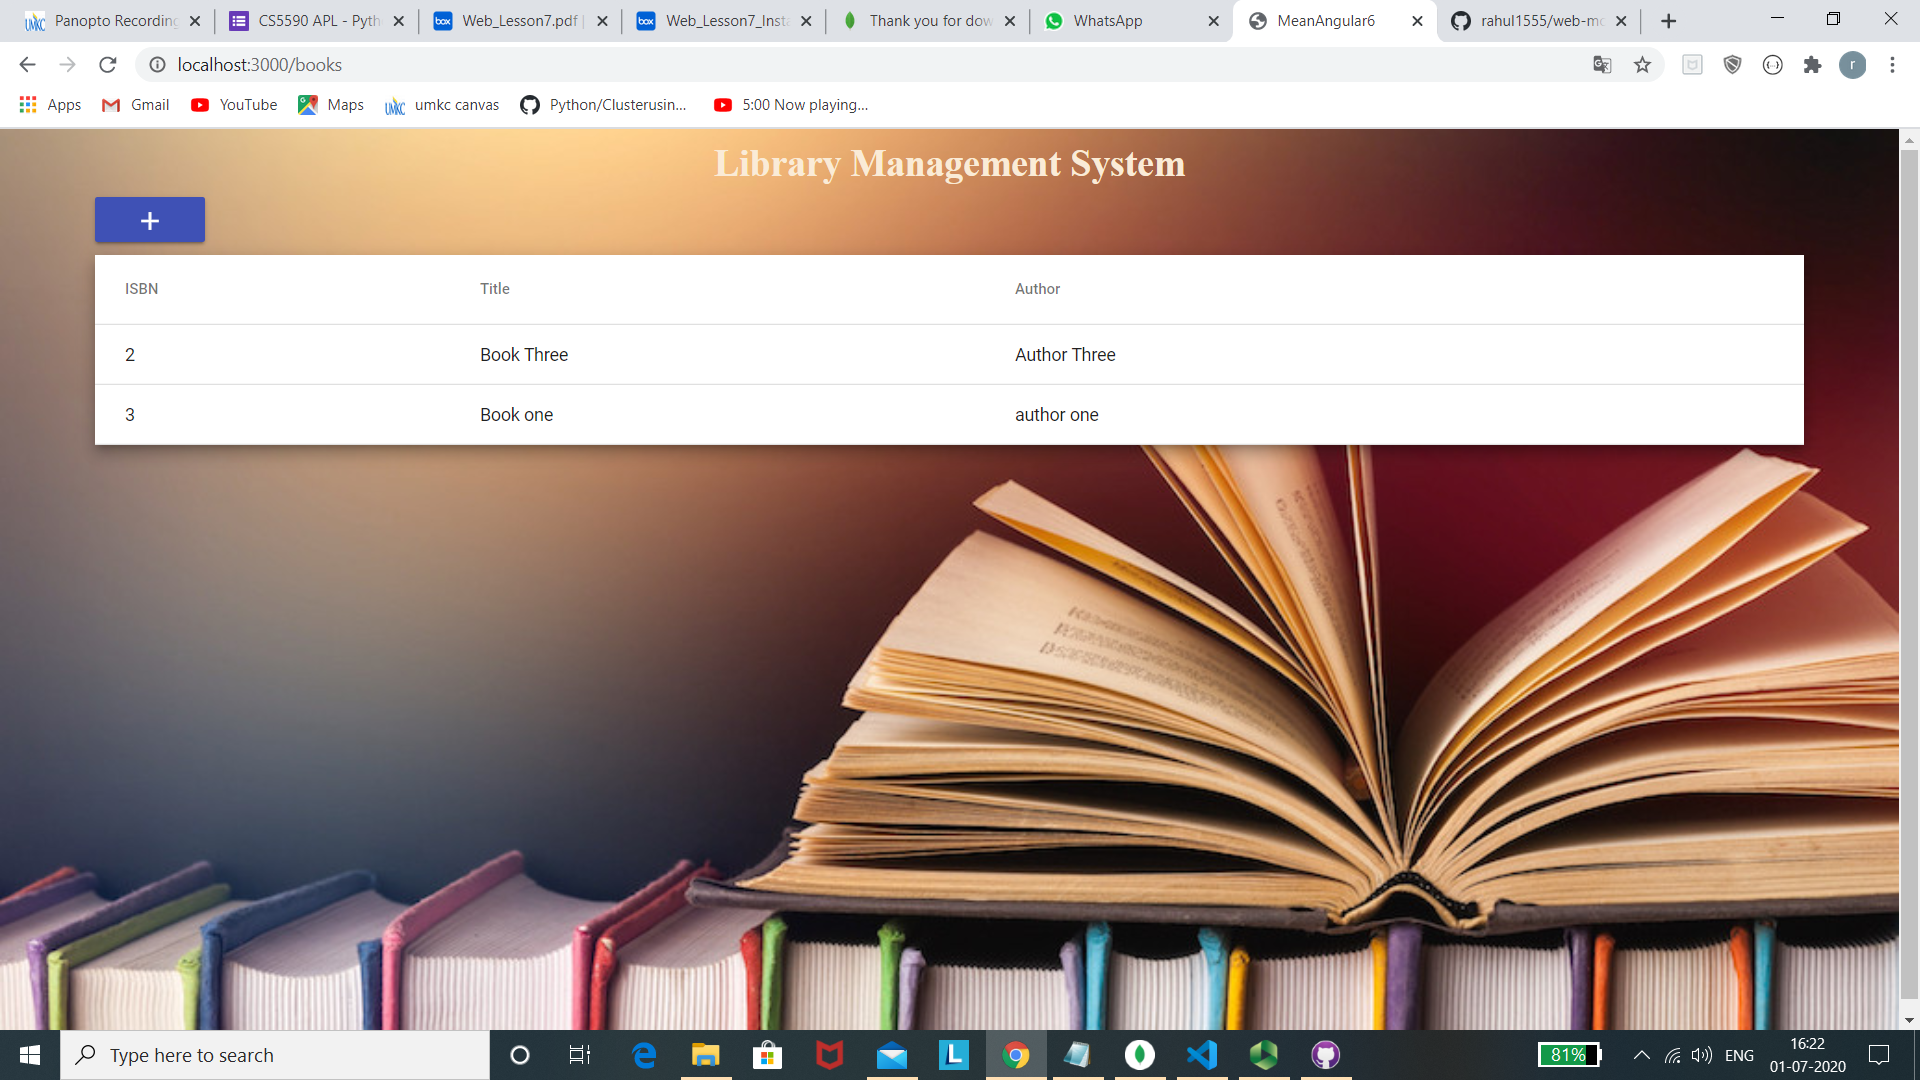 Panopto Recording
CS5590 APL - Pyth
Web_Lesson7.pdf |
Web_Lesson7_Insta
Thank you for dow
WhatsApp
MeanAngular6
rahul1555/web-mo
localhost:3000/books
r
Apps
Gmail
YouTube
Maps
umkc canvas
Python/Clusterusin...
5:00 Now playing...
Library Management System
+
ISBN Title Author
2 Book Three Author Three
3 Book one author one
Type here to search
81%
ENG
16:22
01-07-2020